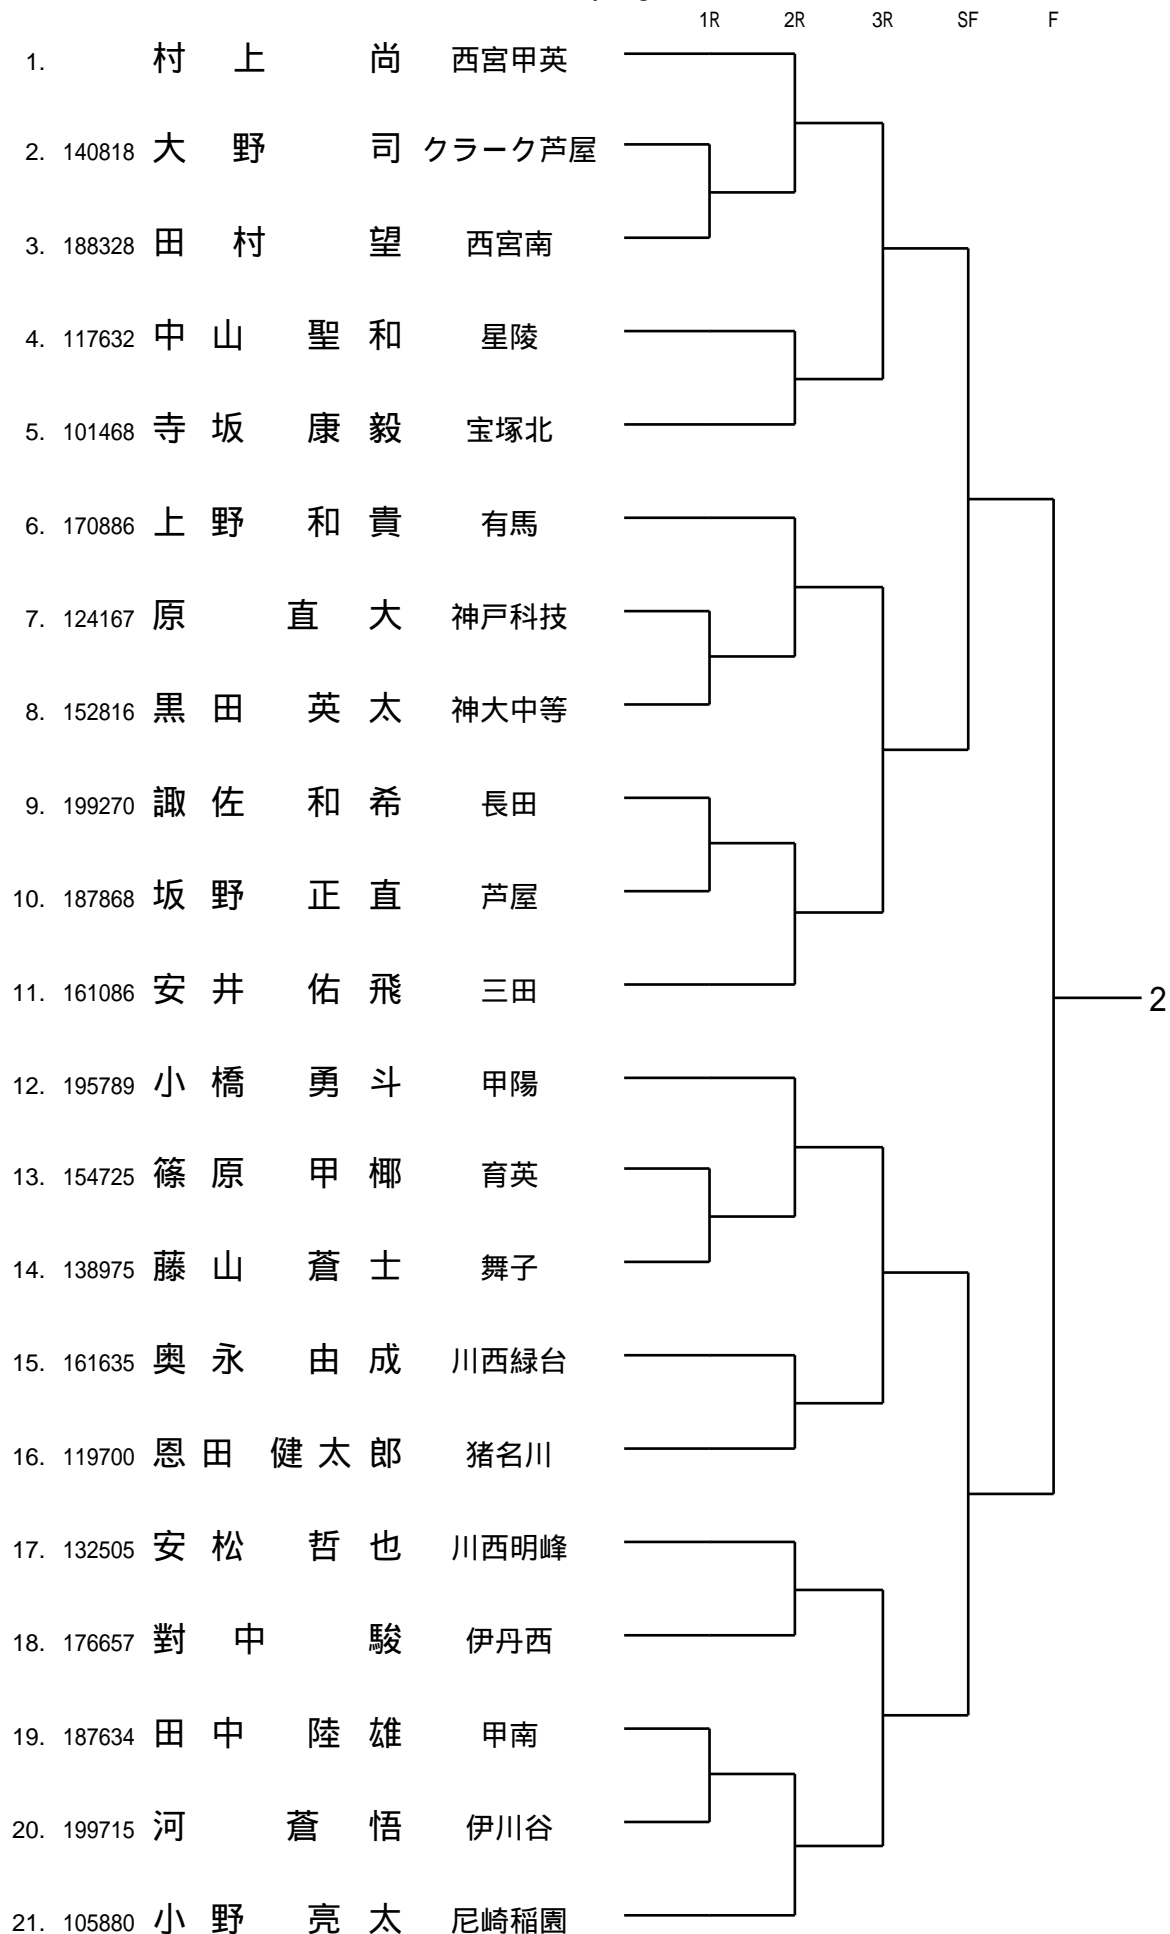 1R 2R 3R SF F
1. 村上 尚 西宮甲英
2. 140818 大野 司 クラーク芦屋
3. 188328 田村 望 西宮南
4. 117632 中山 聖和 星陵
5. 101468 寺坂 康毅 宝塚北
6. 170886 上野 和貴 有馬
7. 124167 原 直大 神戸科技
8. 152816 黒田 英太 神大中等
9. 199270 諏佐 和希 長田
10. 187868 坂野 正直 芦屋
11. 161086 安井 佑飛 三田
2
12. 195789 小橋 勇斗 甲陽
13. 154725 篠原 甲椰 育英
14. 138975 藤山 蒼士 舞子
15. 161635 奥永 由成 川西緑台
16. 119700 恩田 健太郎 猪名川
17. 132505 安松 哲也 川西明峰
18. 176657 對中 駿 伊丹西
19. 187634 田中 陸雄 甲南
20. 199715 河 蒼悟 伊川谷
21. 105880 小野 亮太 尼崎稲園